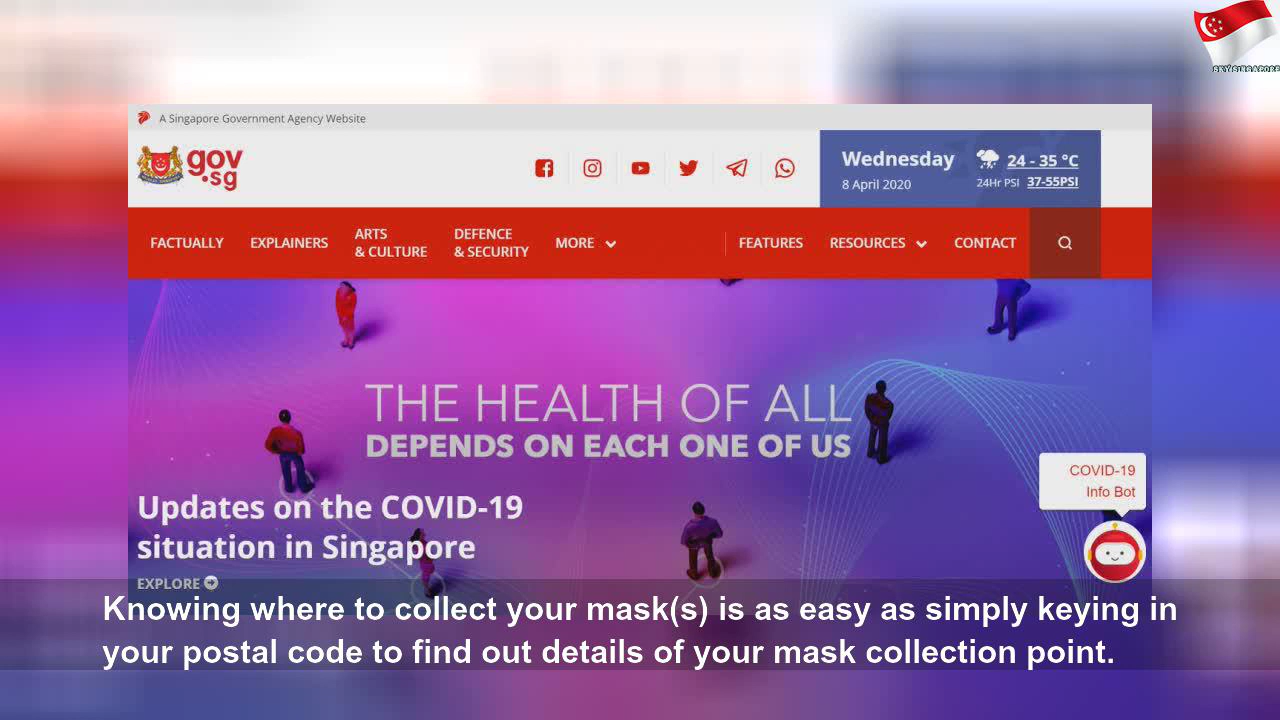 SKY SINGAPORE
A Singapore Government Agency Website
gov
.sg
Wednesday
24 - 35 °C
8 April 2020
24Hr PSI 37-55PSI
FACTUALLY
EXPLAINERS
ARTS
& CULTURE
DEFENCE
& SECURITY
MORE
FEATURES
RESOURCES
CONTACT
THE HEALTH OF ALL
DEPENDS ON EACH ONE OF US
COVID-19
Info Bot
Updates on the COVID-19
situation in Singapore
EXPLORE
Knowing where to collect your mask(s) is as easy as simply keying in
your postal code to find out details of your mask collection point.